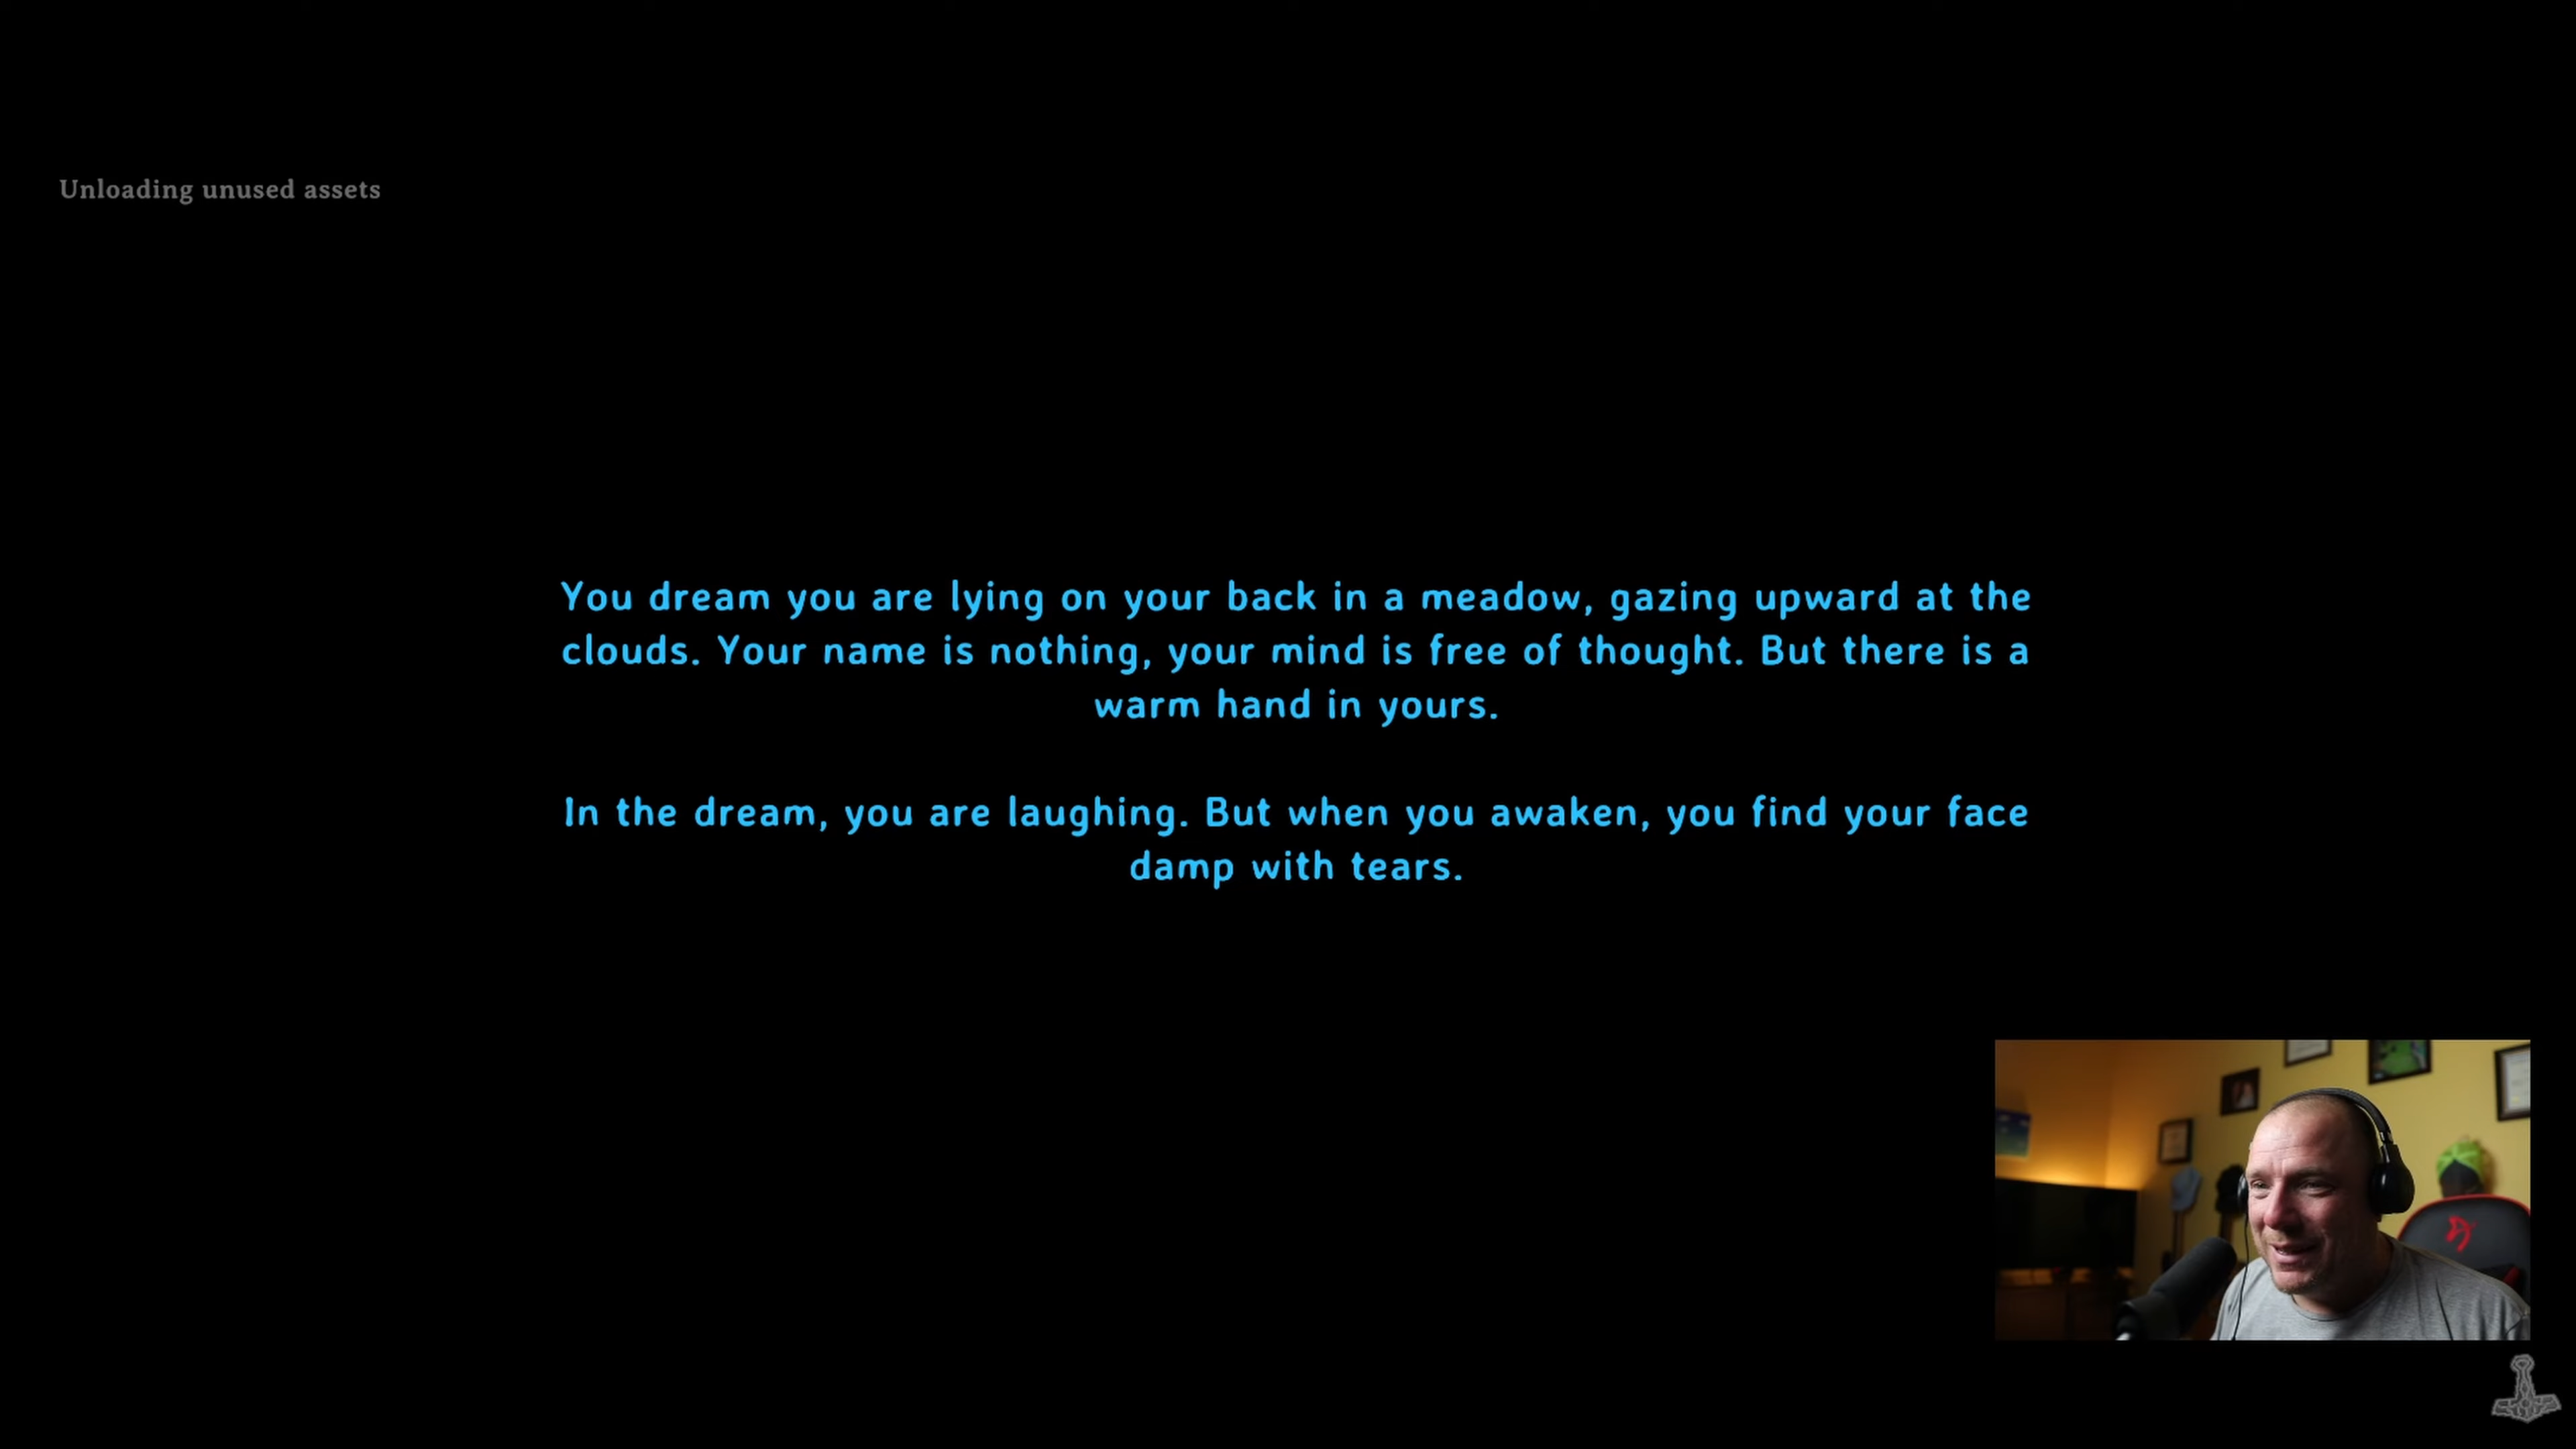 Unloading unused assets
You dream you are lying on your back in a meadow, gazing upward at the
clouds. Your name is nothing, your mind is free of thought. But there is a
warm hand in yours.
In the dream, you are laughing. But when you awaken, you find your face
damp with tears.